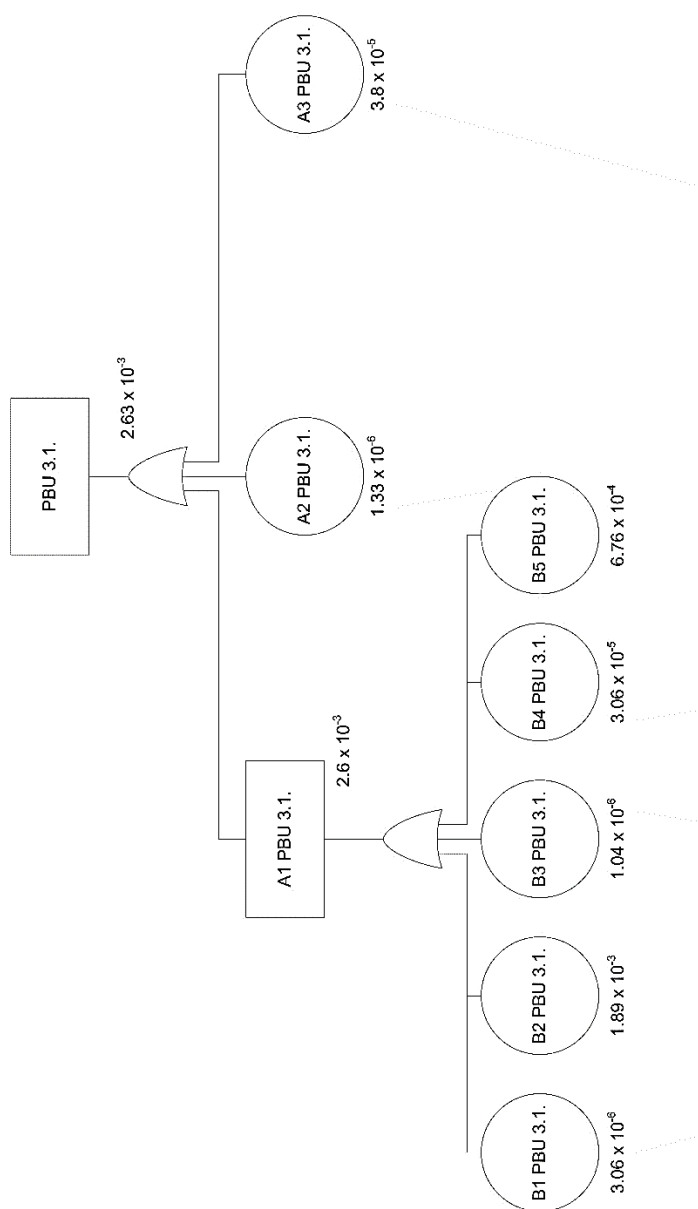 PBU 3.1.
2.63 x 10⁻³
A1 PBU 3.1.
2.6 x 10⁻³
A2 PBU 3.1.
1.33 x 10⁻⁶
A3 PBU 3.1.
3.8 x 10⁻⁵
B1 PBU 3.1.
3.06 x 10⁻⁶
B2 PBU 3.1.
1.89 x 10⁻³
B3 PBU 3.1.
1.04 x 10⁻⁶
B4 PBU 3.1.
3.06 x 10⁻⁵
B5 PBU 3.1.
6.76 x 10⁻⁴